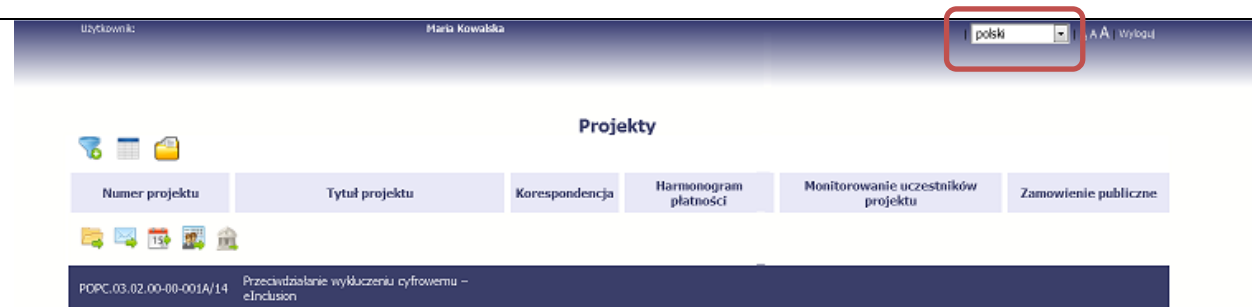 Użytkownik: Maria Kowalska | polski | A A A | Wyloguj
Projekty
Numer projektu Tytuł projektu Korespondencja Harmonogram płatności Monitorowanie uczestników projektu Zamowienie publiczne
15
POPC.03.02.00-00-001A/14 Przeciwdziałanie wykluczeniu cyfrowemu –
eInclusion